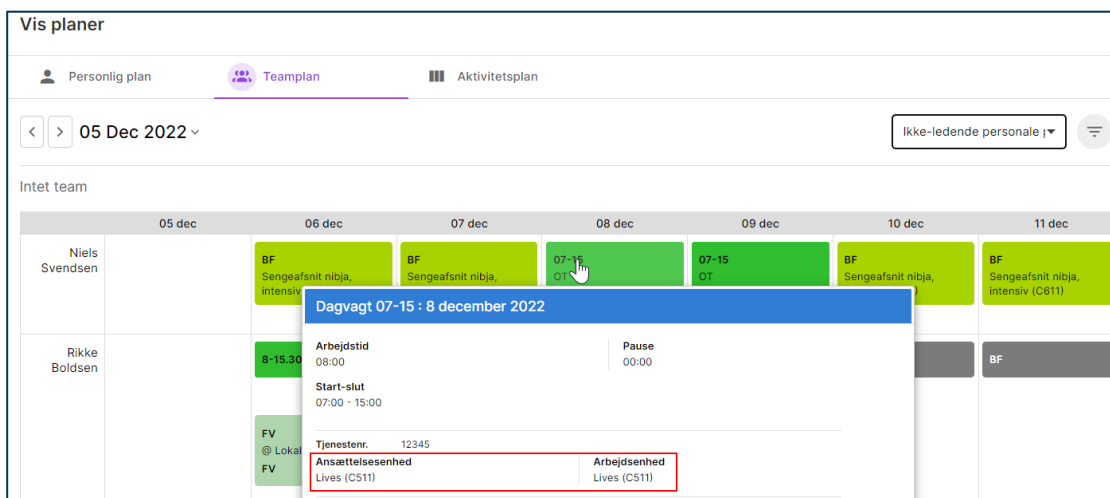 Vis planer
Personlig plan Teamplan Aktivitetsplan
05 Dec 2022 Ikke-ledende personale
Intet team
05 dec 06 dec 07 dec 08 dec 09 dec 10 dec 11 dec
Niels
Svendsen
BF
Sengeafsnit nibja,
intensiv
BF
Sengeafsnit nibja,
07-15
OT
07-15
OT
BF
Sengeafsnit nibja,
)
BF
Sengeafsnit nibja,
intensiv (C611)
Dagvagt 07-15 : 8 december 2022
Arbejdstid Pause
08:00 00:00
Start-slut
07:00 - 15:00
Tjenestenr. 12345
Ansættelsesenhed Arbejdsenhed
Lives (C511) Lives (C511)
Rikke
Boldsen
8-15.30
BF
FV
@ Lokal
FV